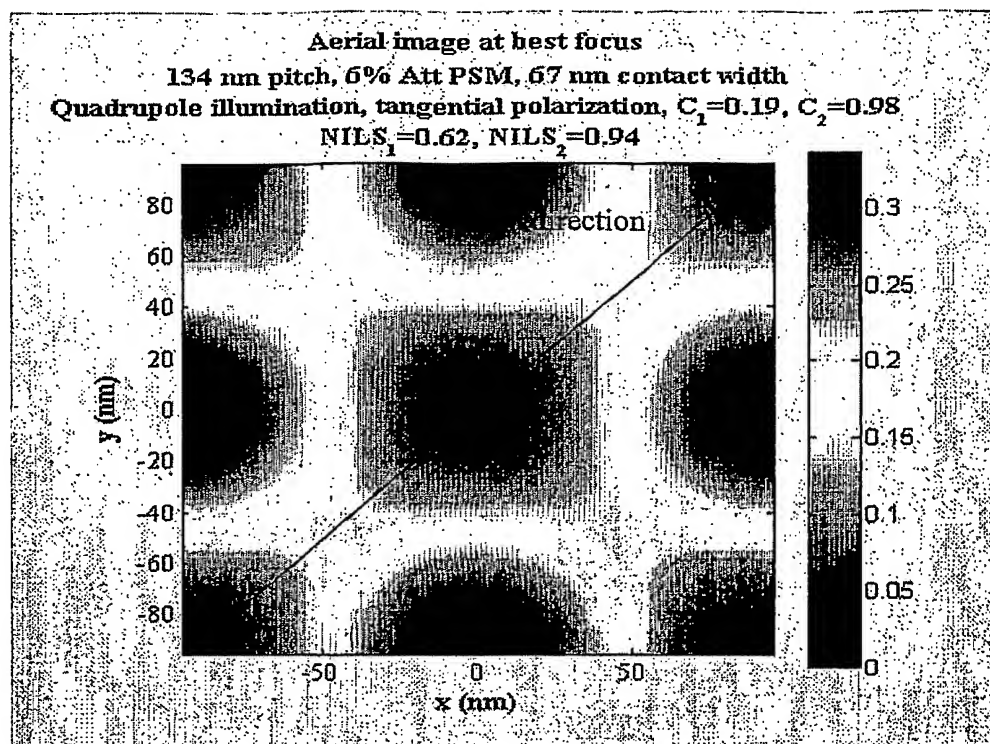 Aerial image at best focus
134 nm pitch, 6% Att PSM, 67 nm contact width
Quadrupole illumination, tangential polarization, C₁=0.19, C₂=0.98
NILS₁=0.62, NILS₂=0.94
direction
80
60
40
20
0
-20
-40
-60
-80
y (nm)
-50
0
50
x (nm)
0.3
0.25
0.2
0.15
0.1
0.05
0